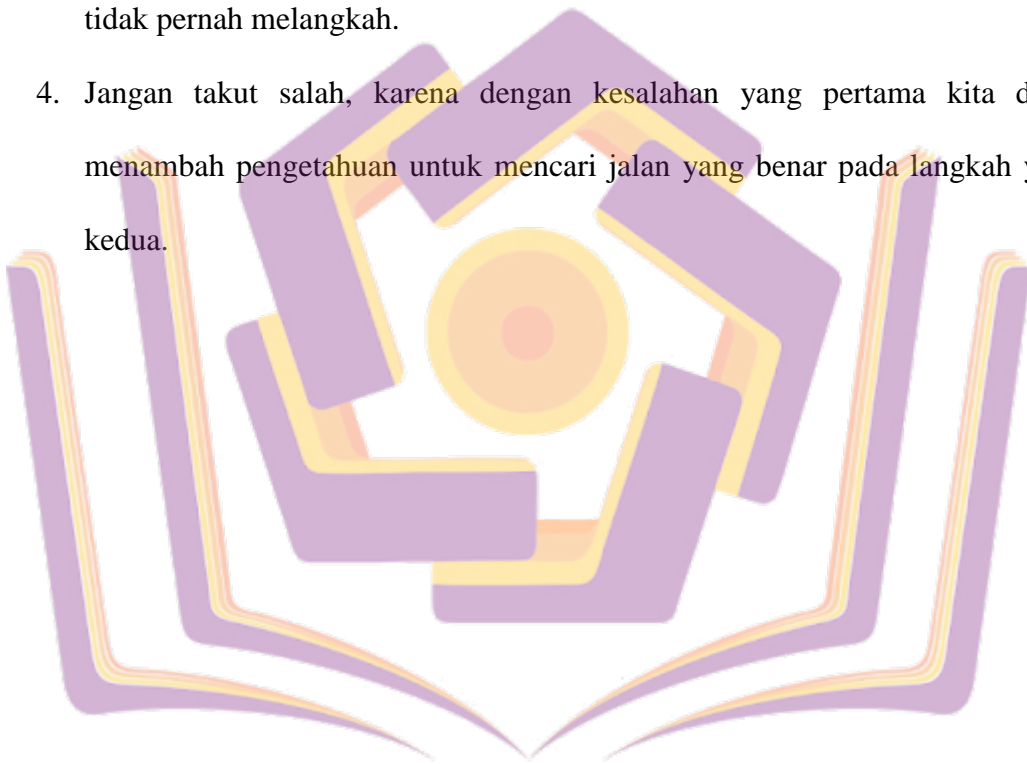 tidak pernah melangkah.
4. Jangan takut salah, karena dengan kesalahan yang pertama kita d
menambah pengetahuan untuk mencari jalan yang benar pada langkah y
kedua.